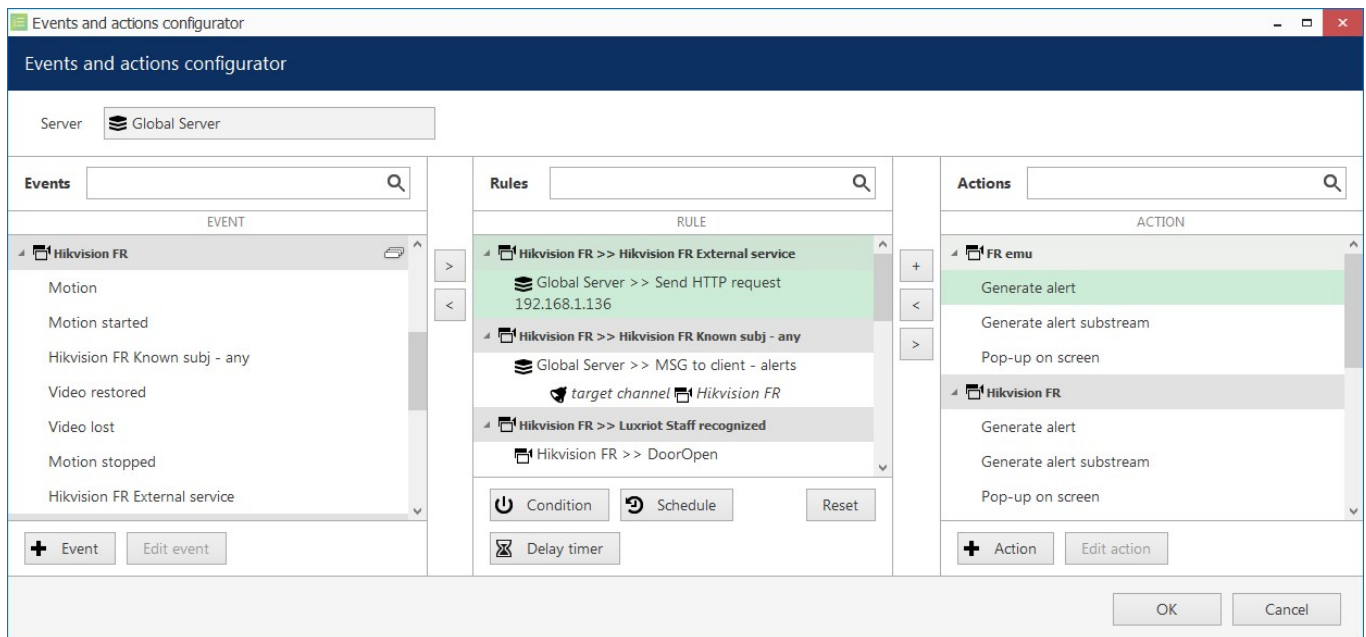 Events and actions configurator
Events and actions configurator
Server
Global Server
Events
EVENT
Hikvision FR
Motion
Motion started
Hikvision FR Known subj - any
Video restored
Video lost
Motion stopped
Hikvision FR External service
+ Event
Edit event
>
<
Rules
RULE
Hikvision FR >> Hikvision FR External service
Global Server >> Send HTTP request
192.168.1.136
Hikvision FR >> Hikvision FR Known subj - any
Global Server >> MSG to client - alerts
target channel Hikvision FR
Hikvision FR >> Luxriot Staff recognized
Hikvision FR >> DoorOpen
Condition
Schedule
Reset
Delay timer
+
<
>
Actions
ACTION
FR emu
Generate alert
Generate alert substream
Pop-up on screen
Hikvision FR
Generate alert
Generate alert substream
Pop-up on screen
+ Action
Edit action
OK
Cancel